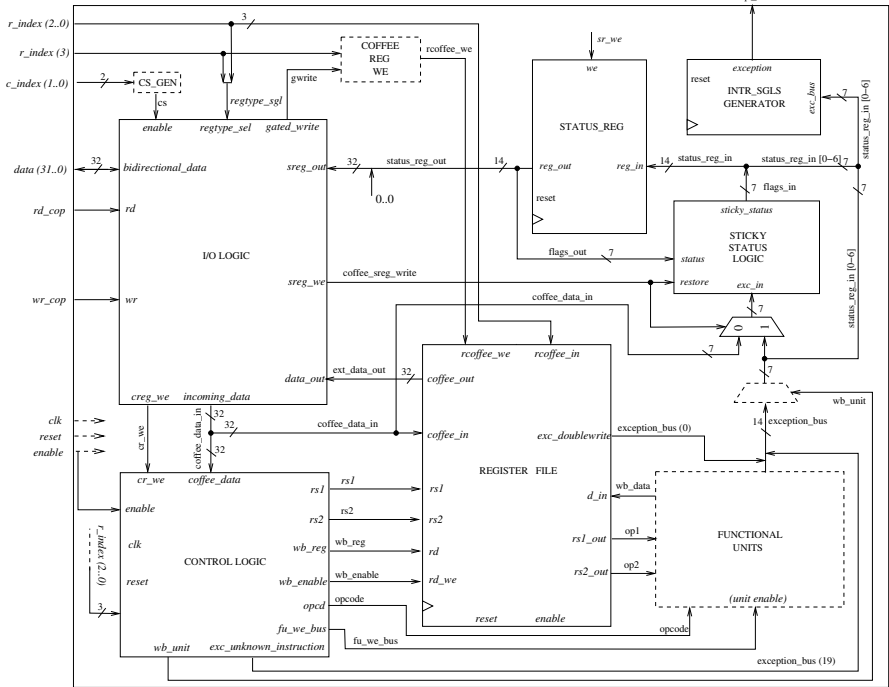 r_index (2..0)
3
r_index (3)
c_index (1..0)
2
CS_GEN
cs
regtype_sgl
gwrite
COFFEE
REG
WE
rcoffee_we
sr_we
we
STATUS_REG
reg_out
reg_in
reset
exception
reset
INTR_SGLS
GENERATOR
exc_bus
7
status_reg_in [0–6]
enable
regtype_sel
gated_write
data (31..0)
32
bidirectional_data
sreg_out
32
status_reg_out
14
0..0
14
status_reg_in
status_reg_in [0–6]
7
7
7
flags_in
rd_cop
rd
sticky_status
STICKY
STATUS
LOGIC
status
restore
exc_in
flags_out
7
I/O LOGIC
sreg_we
coffee_sreg_write
wr_cop
wr
coffee_data_in
7
0
1
7
status_reg_in [0–6]
7
data_out
ext_data_out
32
rcoffee_we
rcoffee_in
coffee_out
creg_we
incoming_data
wb_unit
clk
reset
enable
cr_we
coffee_data_in
32
32
32
coffee_data_in
coffee_in
exc_doublewrite
exception_bus (0)
14
exception_bus
REGISTER FILE
cr_we
coffee_data
enable
clk
reset
CONTROL LOGIC
r_index (2..0)
3
rs1
rs1
rs1
rs2
rs2
rs2
wb_reg
wb_reg
rd
wb_enable
wb_enable
rd_we
opcd
opcode
fu_we_bus
fu_we_bus
wb_unit
exc_unknown_instruction
reset
enable
d_in
wb_data
rs1_out
op1
rs2_out
op2
FUNCTIONAL
UNITS
(unit enable)
opcode
exception_bus (19)